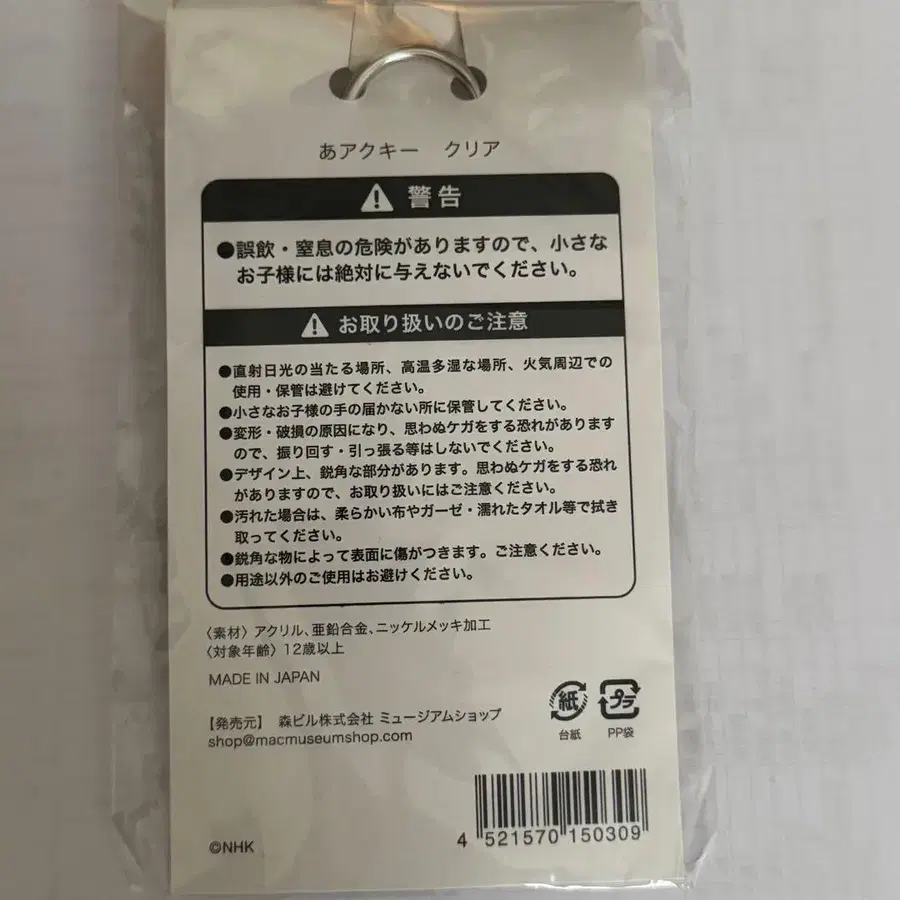 あアクキー　クリア
警告
●誤飲・窒息の危険がありますので、小さな
お子様には絶対に与えないでください。
お取り扱いのご注意
●直射日光の当たる場所、高温多湿な場所、火気周辺での
使用・保管は避けてください。
●小さなお子様の手の届かない所に保管してください。
●変形・破損の原因になり、思わぬケガをする恐れがあります
ので、振り回す・引っ張る等はしないでください。
●デザイン上、鋭角な部分があります。思わぬケガをする恐れ
がありますので、お取り扱いにはご注意ください。
●汚れた場合は、柔らかい布やガーゼ・濡れたタオル等で拭き
取ってください。
●鋭角な物によって表面に傷がつきます。ご注意ください。
●用途以外のご使用はお避けください。
〈素材〉アクリル、亜鉛合金、ニッケルメッキ加工
〈対象年齢〉12歳以上
MADE IN JAPAN
【発売元】 森ビル株式会社 ミュージアムショップ
shop@macmuseumshop.com
紙 プラ
台紙 PP袋
©NHK
4 521570 150309